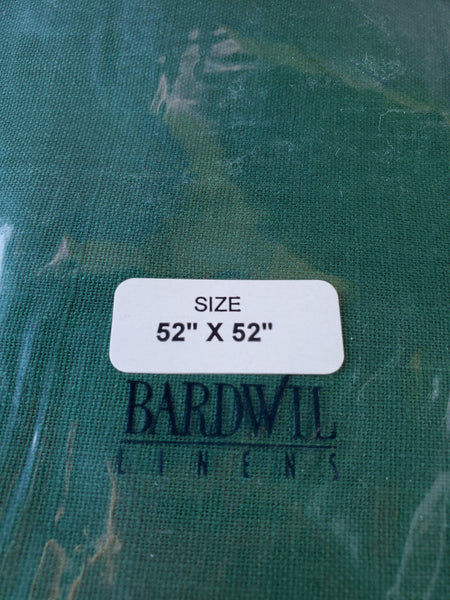 SIZE
52" X 52"
BARDWIL
LINENS